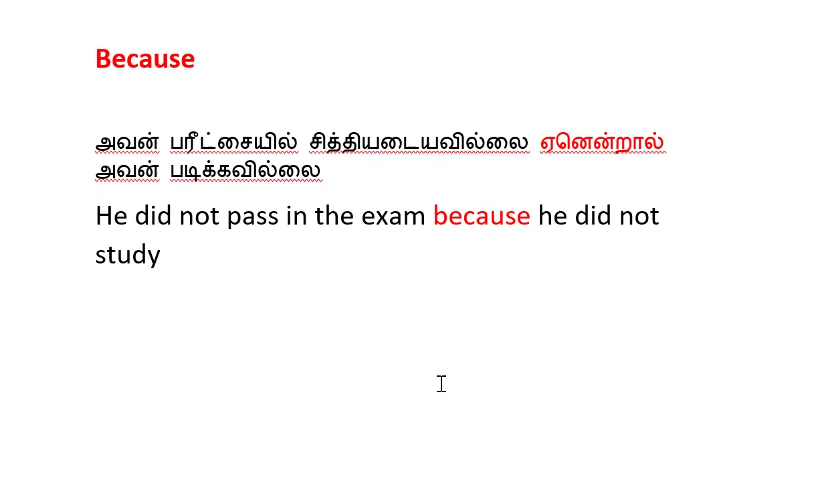 Because
அவன் பரீட்சையில் சித்தியடையவில்லை ஏனென்றால்
அவன் படிக்கவில்லை
He did not pass in the exam because he did not
study